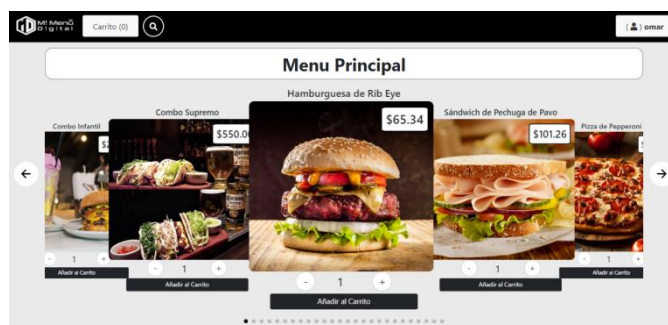 Mi Menú
Digital
Carrito (0)
omar
Menu Principal
Hamburguesa de Rib Eye
Combo Supremo
Sándwich de Pechuga de Pavo
Combo Infantil
Pizza de Pepperoni
$65.34
$550.0
$101.26
- 1 +
- 1 +
- 1 +
- 1 +
- 1 +
Añadir al Carrito
Añadir al Carrito
Añadir al Carrito
Añadir al Carrito
Añadir al Carrito